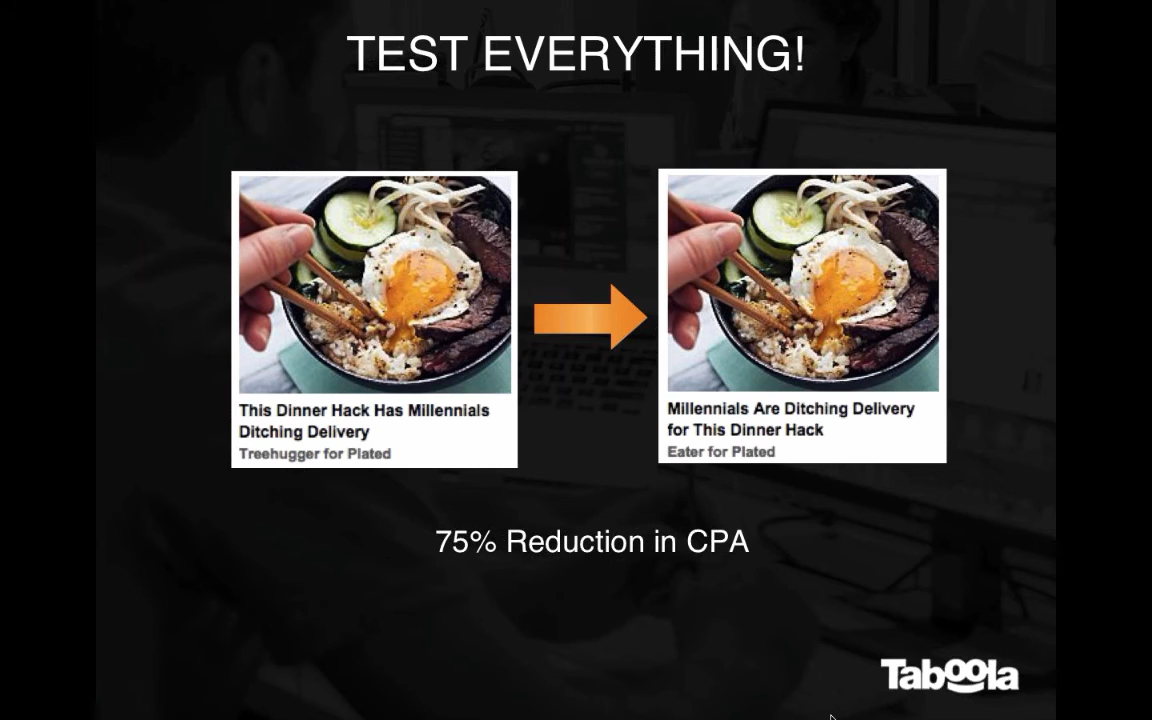 TEST EVERYTHING!
This Dinner Hack Has Millennials
Ditching Delivery
Treehugger for Plated
Millennials Are Ditching Delivery
for This Dinner Hack
Eater for Plated
75% Reduction in CPA
Taboola